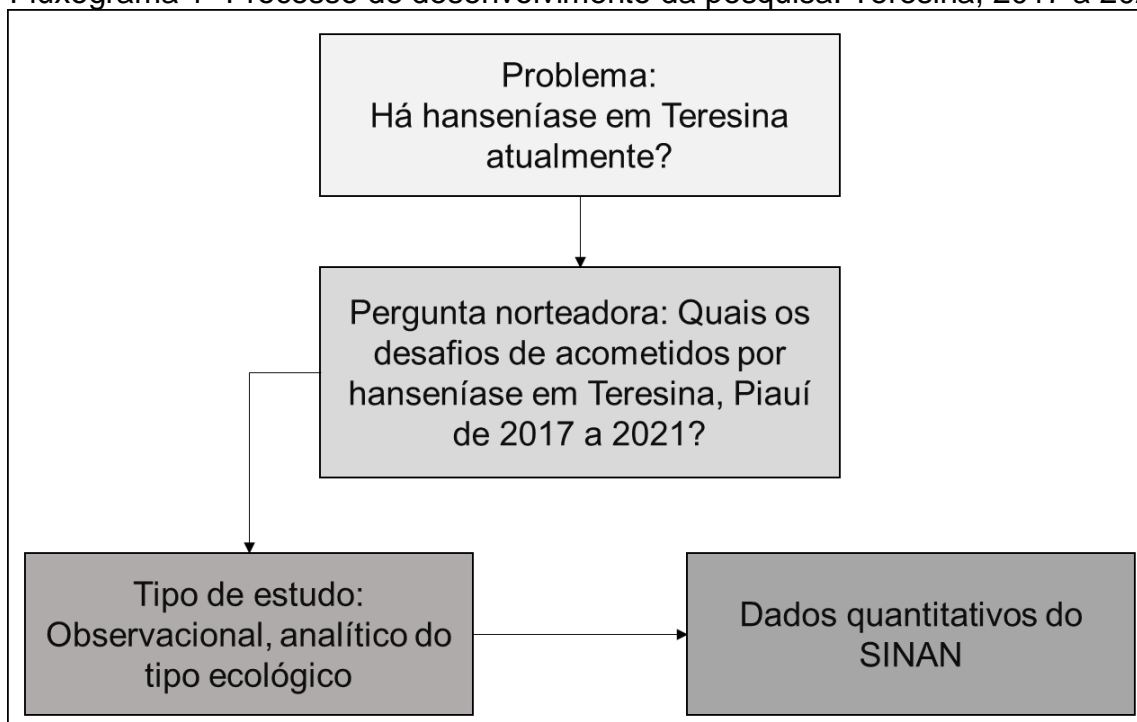 Fluxograma 1- Processo de desenvolvimento da pesquisa. Teresina, 2017 a
Problema:
Há hanseníase em Teresina
atualmente?
Pergunta norteadora: Quais os
desafios de acometidos por
hanseníase em Teresina, Piauí
de 2017 a 2021?
Tipo de estudo:
Observacional, analítico do
tipo ecológico
Dados quantitativos do
SINAN